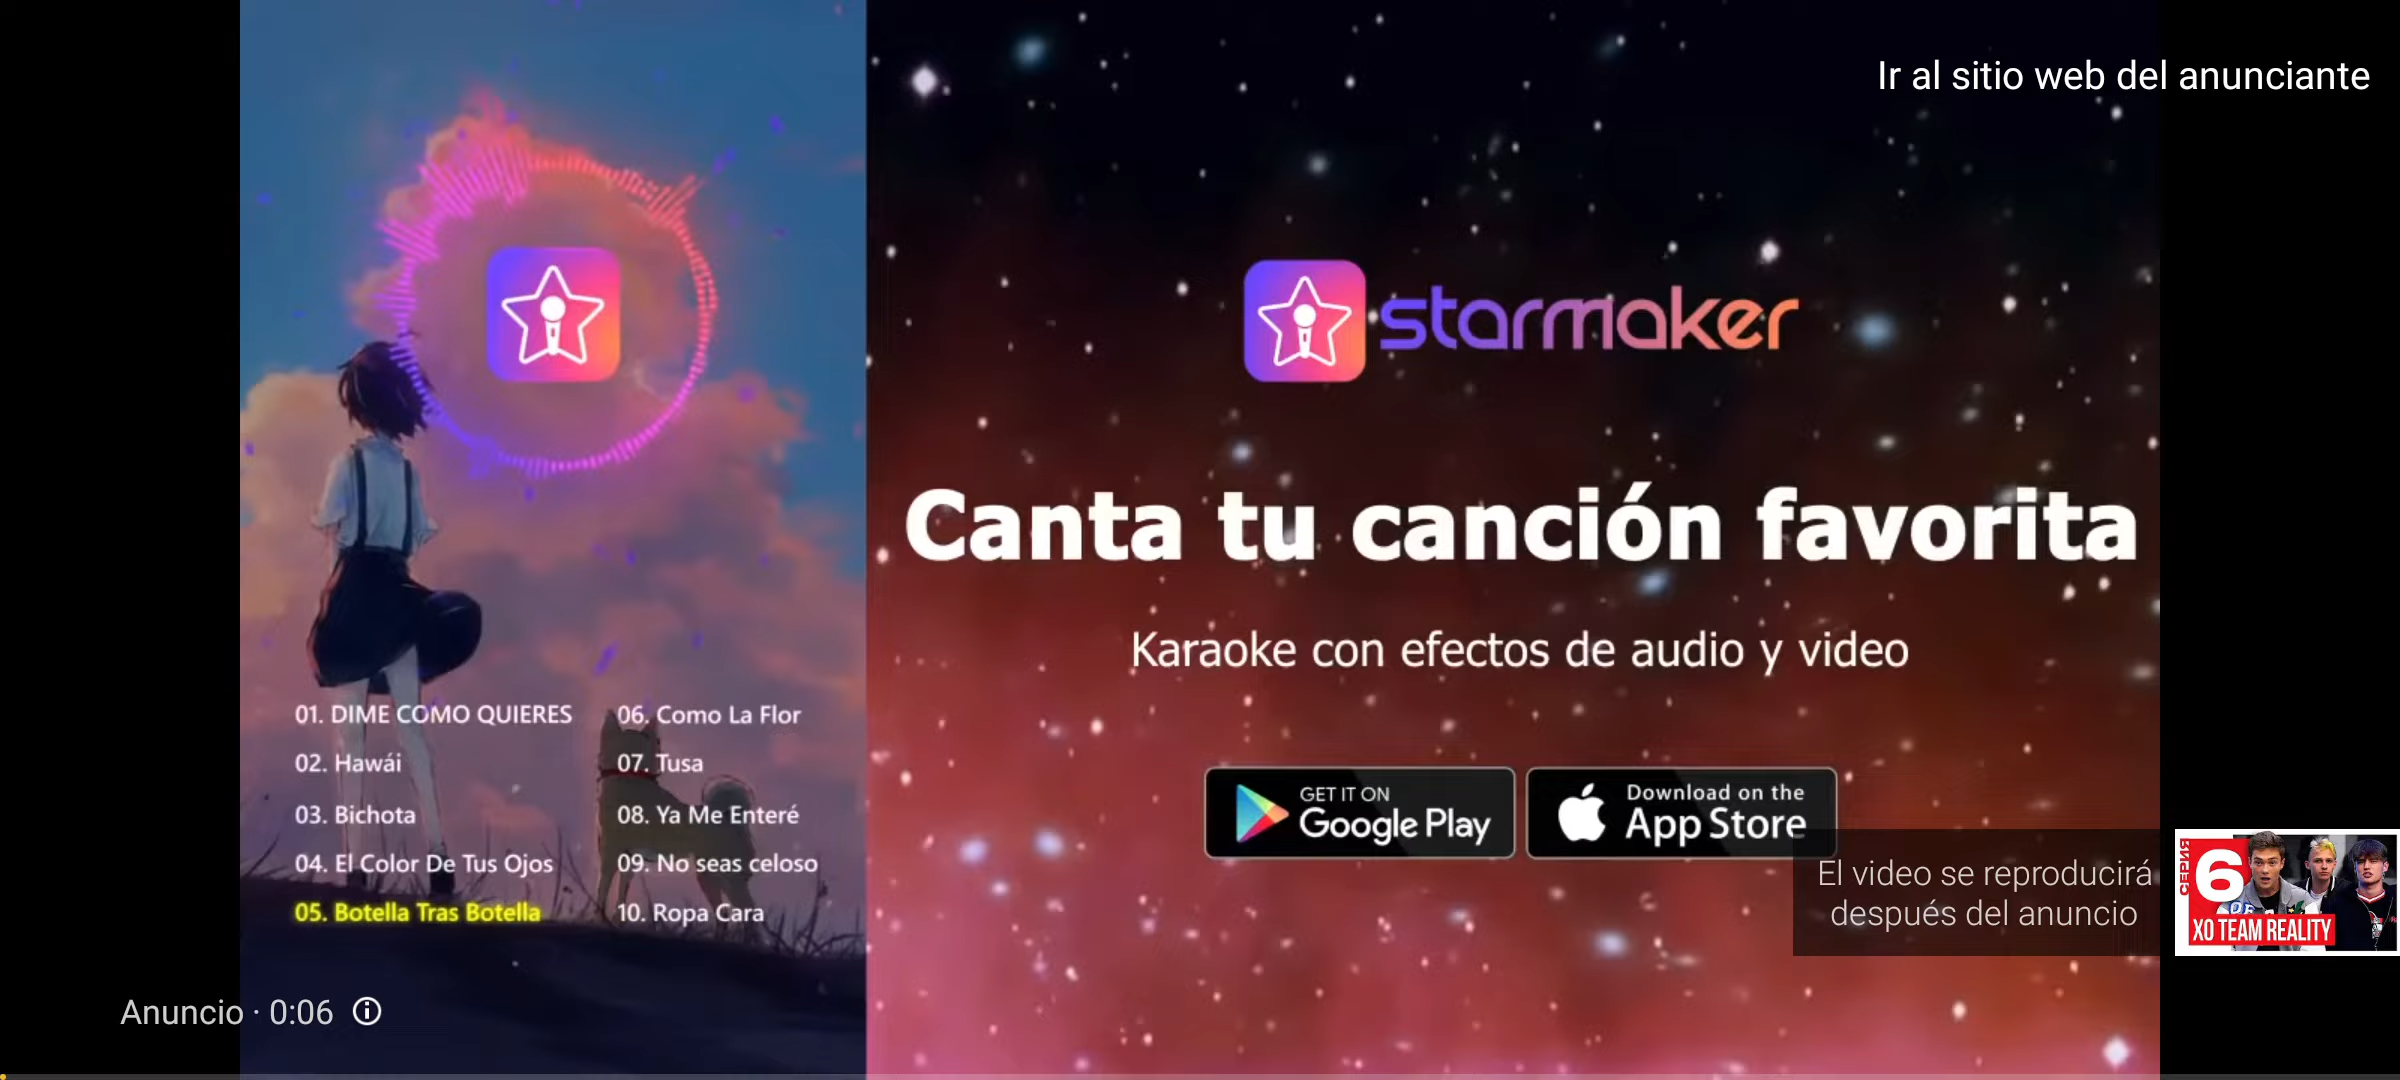 Ir al sitio web del anunciante
starmaker
Canta tu canción favorita
Karaoke con efectos de audio y video
01. DIME COMO QUIERES
02. Hawái
03. Bichota
04. El Color De Tus Ojos
05. Botella Tras Botella
06. Como La Flor
07. Tusa
08. Ya Me Enteré
09. No seas celoso
10. Ropa Cara
GET IT ON
Google Play
Download on the
App Store
El video se reproducirá
después del anuncio
СЕРИЯ
6
XO TEAM REALITY
Anuncio · 0:06